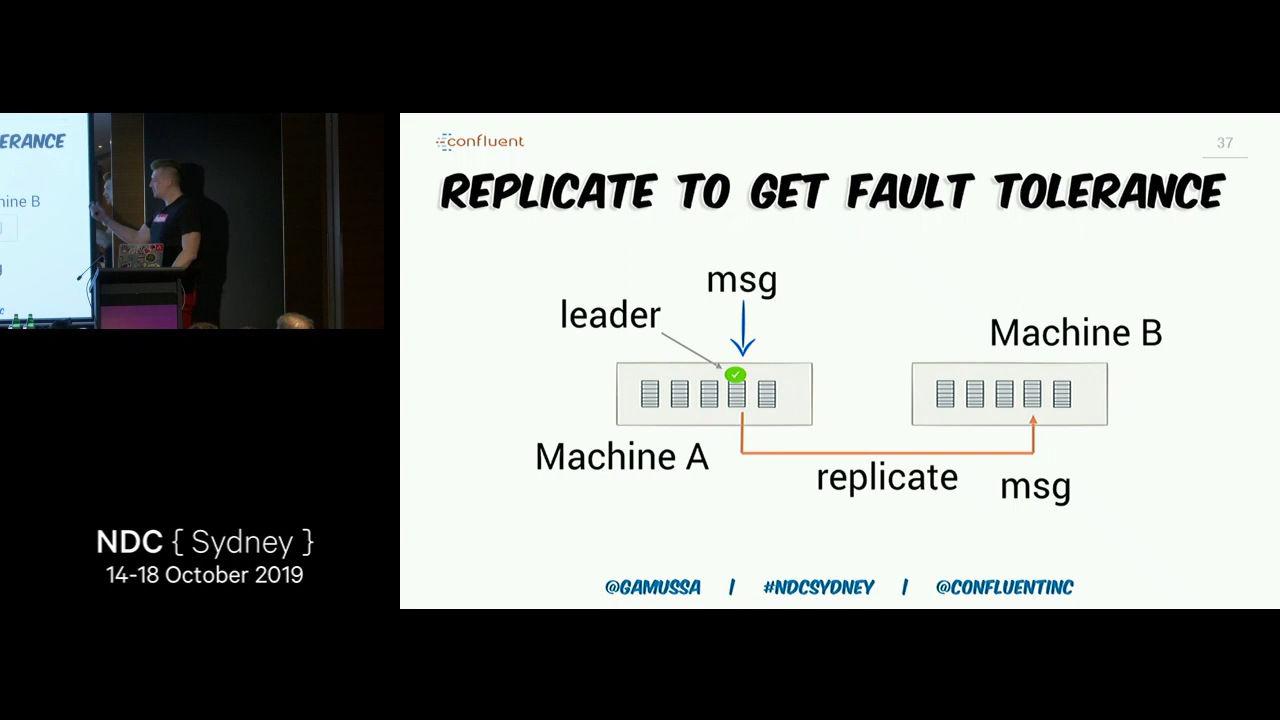 ERANCE
hine B
NDC { Sydney }
14-18 October 2019
confluent
37
REPLICATE TO GET FAULT TOLERANCE
msg
leader
Machine B
Machine A
replicate
msg
@GAMUSSA | #NDCSYDNEY | @CONFLUENTINC